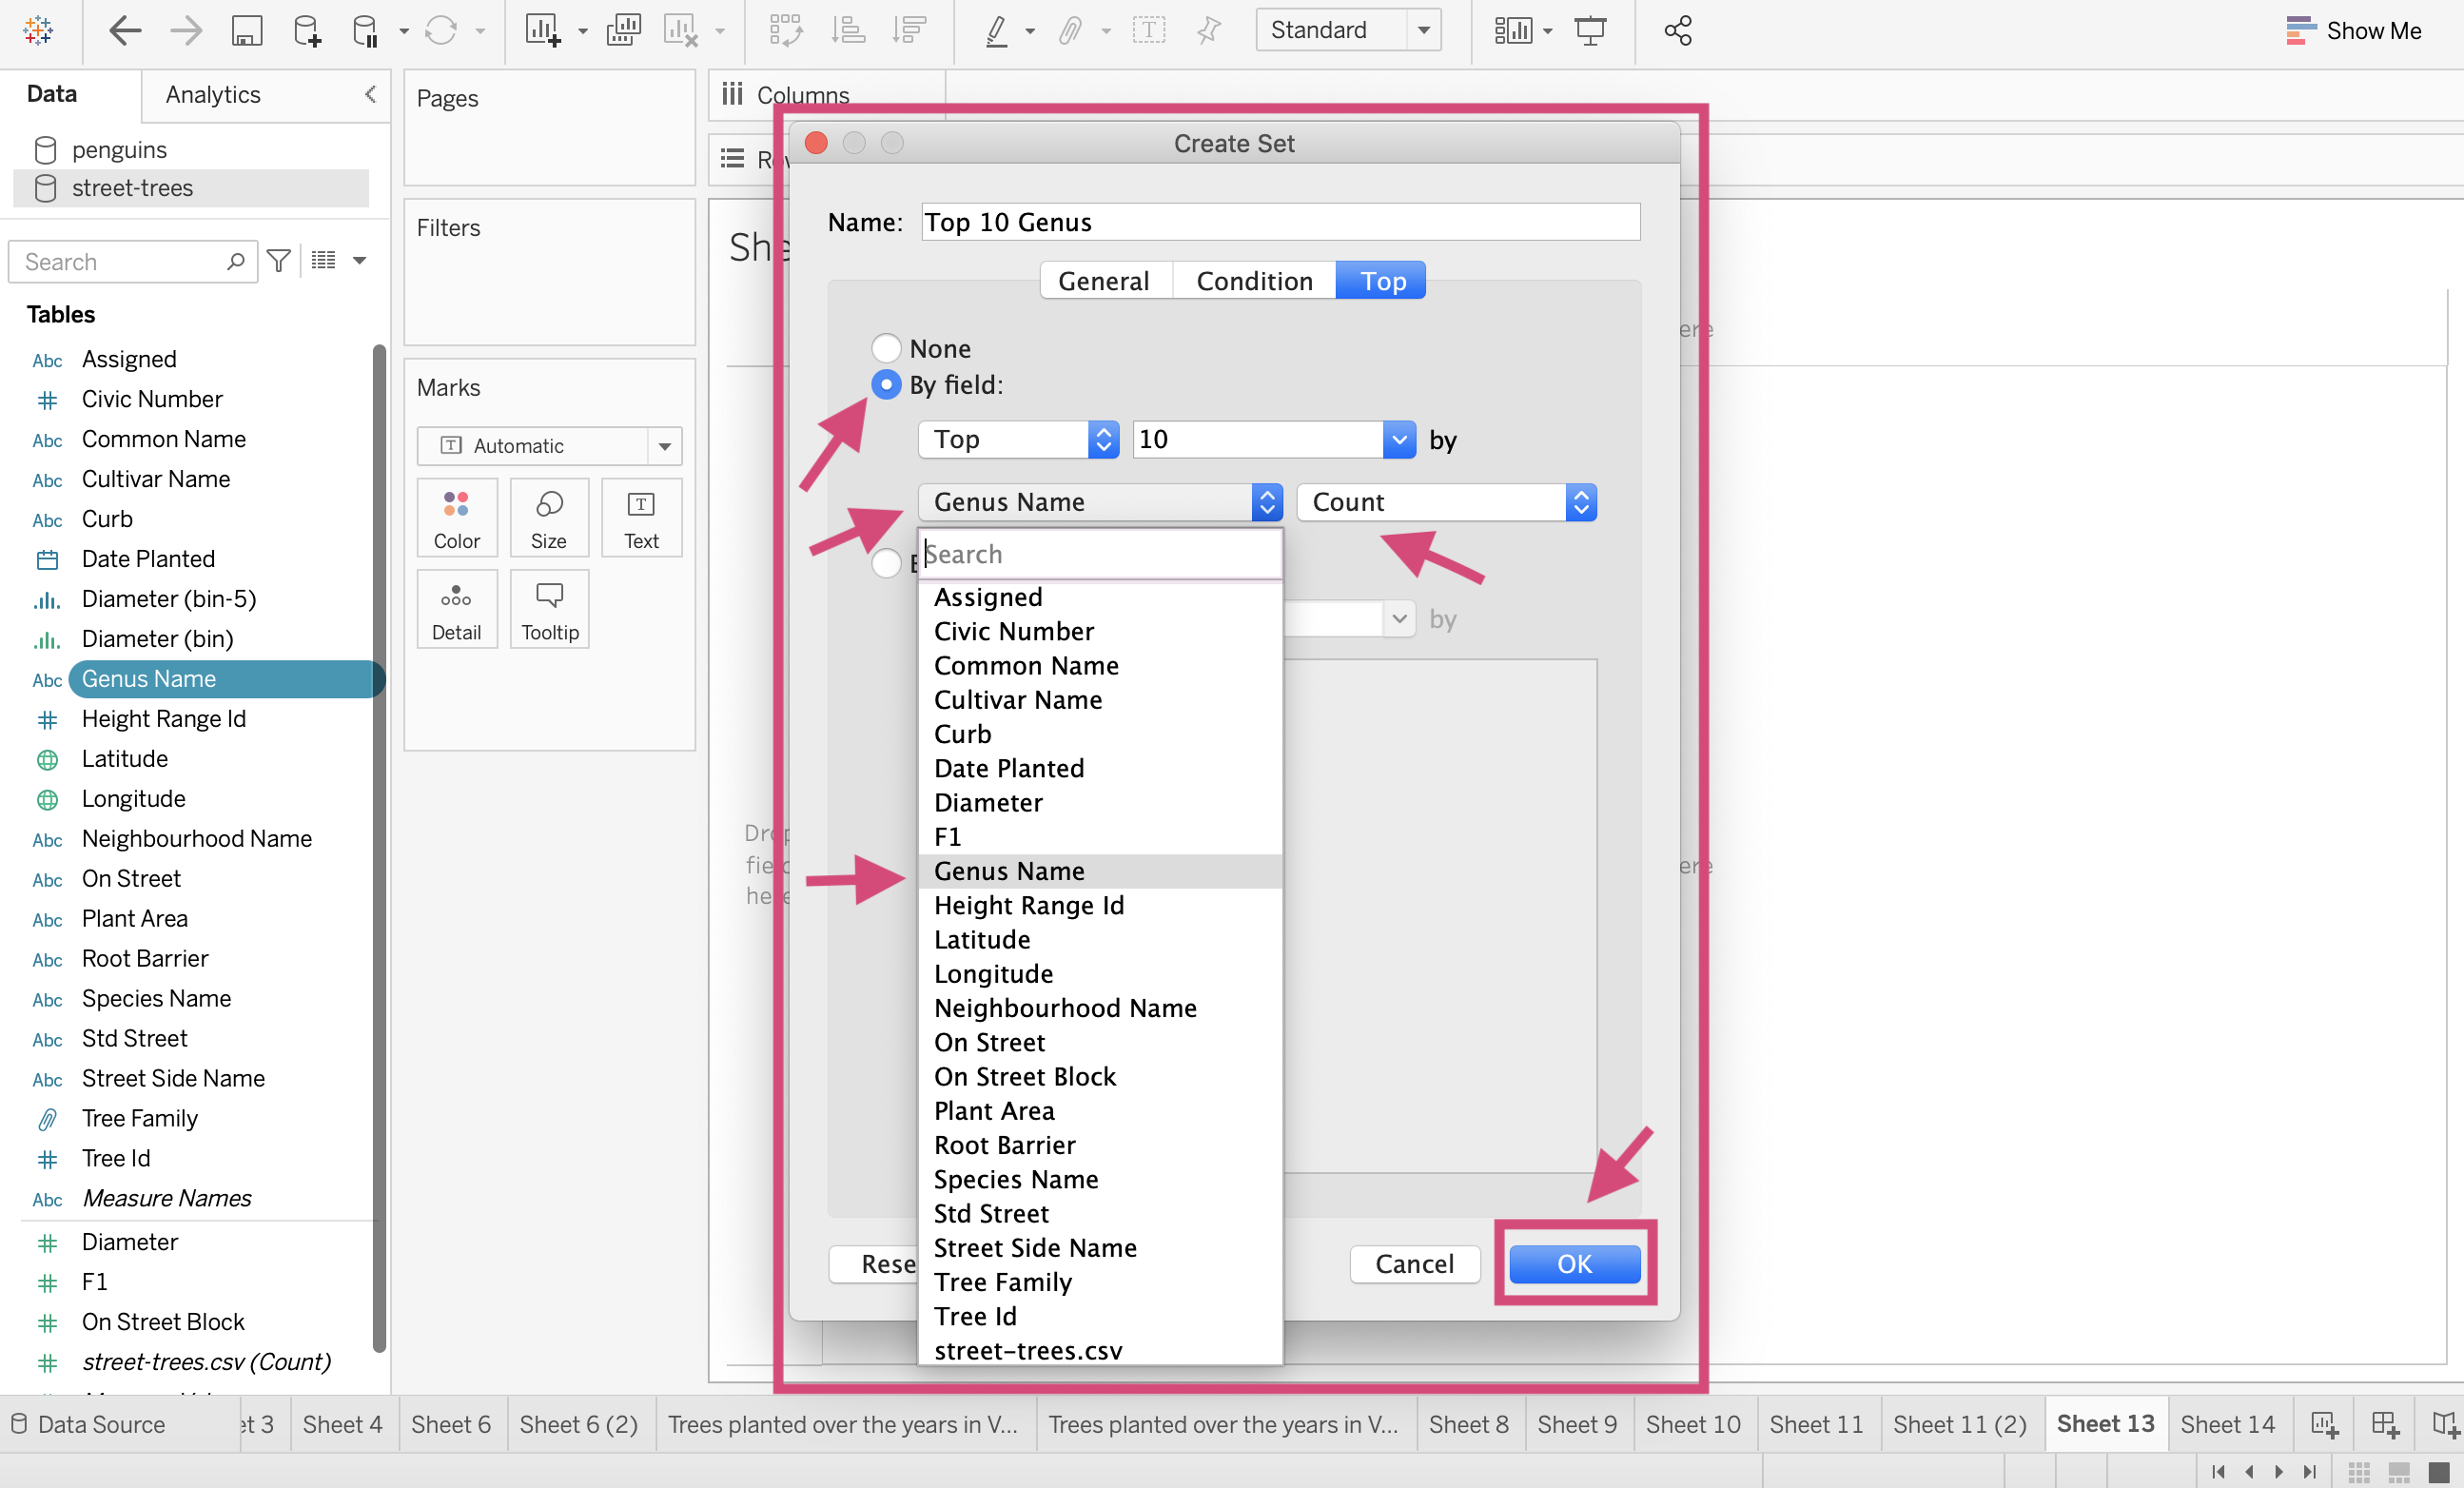 Standard
Show Me
Data
Analytics
penguins
street-trees
Search
Tables
Abc Assigned
Civic Number
Abc Common Name
Abc Cultivar Name
Abc Curb
Date Planted
Diameter (bin-5)
Diameter (bin)
Abc Genus Name
Height Range Id
Latitude
Longitude
Abc Neighbourhood Name
Abc On Street
Abc Plant Area
Abc Root Barrier
Abc Species Name
Abc Std Street
Abc Street Side Name
Tree Family
Tree Id
Abc Measure Names
Diameter
F1
On Street Block
street-trees.csv (Count)
Pages
Filters
Marks
Automatic
Color
Size
Text
Detail
Tooltip
Columns
Create Set
Name: Top 10 Genus
General
Condition
Top
None
By field:
Top
10
by
Genus Name
Count
Search
by
Assigned
Civic Number
Common Name
Cultivar Name
Curb
Date Planted
Diameter
F1
Genus Name
Height Range Id
Latitude
Longitude
Neighbourhood Name
On Street
On Street Block
Plant Area
Root Barrier
Species Name
Std Street
Street Side Name
Tree Family
Tree Id
street-trees.csv
Cancel
OK
Data Source
Sheet 4
Sheet 6
Sheet 6 (2)
Trees planted over the years in V...
Trees planted over the years in V...
Sheet 8
Sheet 9
Sheet 10
Sheet 11
Sheet 11 (2)
Sheet 13
Sheet 14